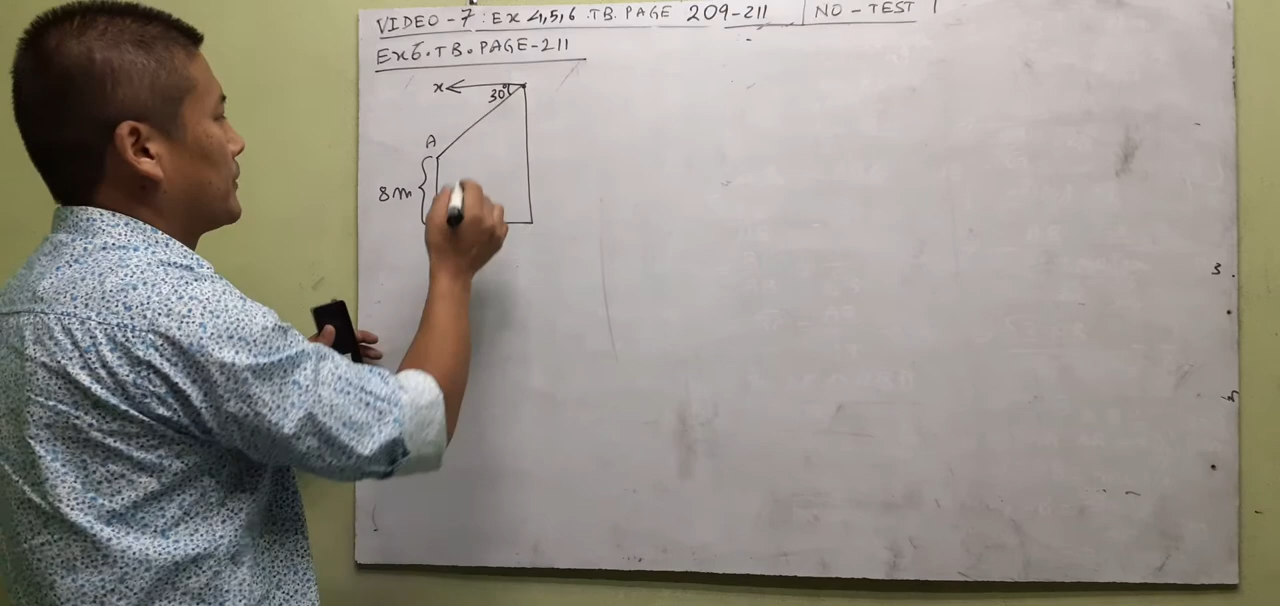 VIDEO - 7 : Ex 4,5,6 .TB. PAGE 209-211 | NO - TEST
Ex6.TB.PAGE-211
x 30°
A
8m